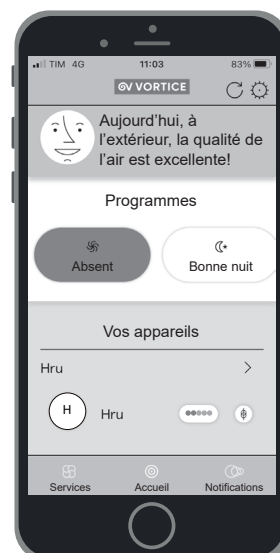 TIM 4G 11:03 83%
VORTICE
Aujourd'hui, à
l'extérieur, la qualité de
l'air est excellente!
Programmes
Absent Bonne nuit
Vos appareils
Hru
H Hru
Services Accueil Notifications